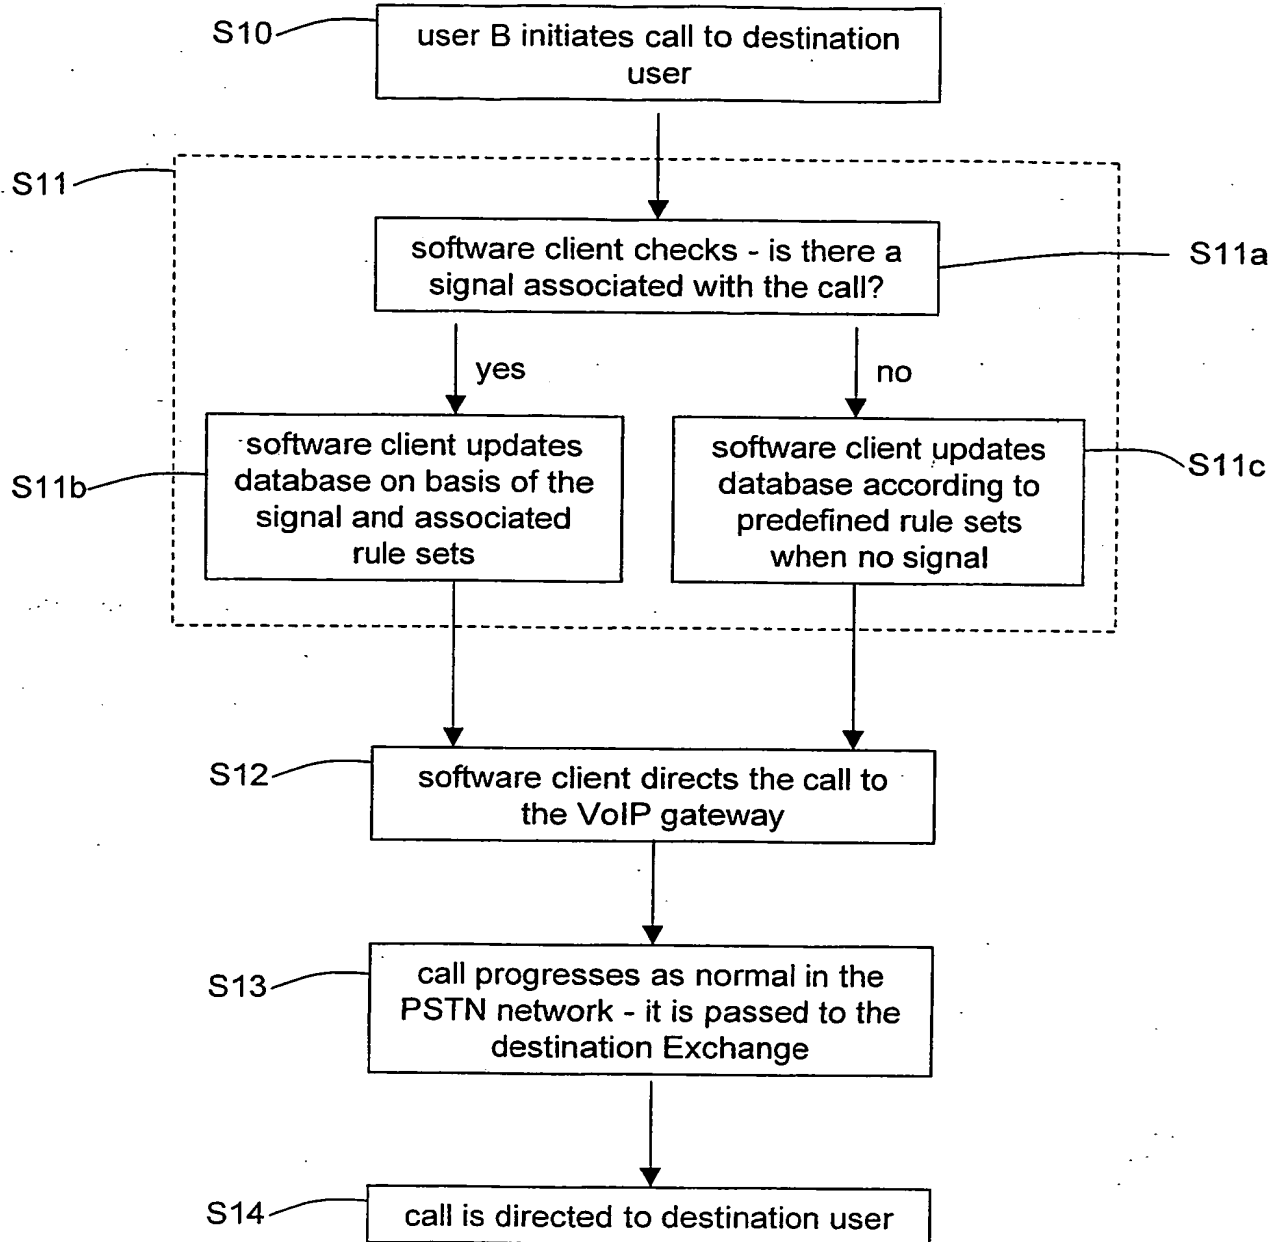 S10
user B initiates call to destination
user
S11
software client checks - is there a
signal associated with the call?
S11a
yes
no
S11b
software client updates
database on basis of the
signal and associated
rule sets
software client updates
database according to
predefined rule sets
when no signal
S11c
S12
software client directs the call to
the VoIP gateway
S13
call progresses as normal in the
PSTN network - it is passed to the
destination Exchange
S14
call is directed to destination user